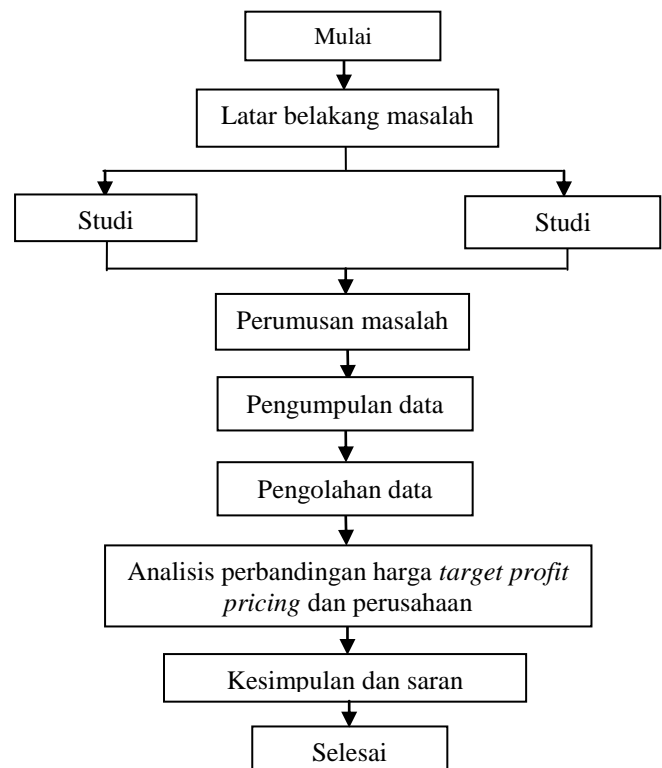 Mulai
Latar belakang masalah
Studi
Studi
Perumusan masalah
Pengumpulan data
Pengolahan data
Analisis perbandingan harga target profit
pricing dan perusahaan
Kesimpulan dan saran
Selesai